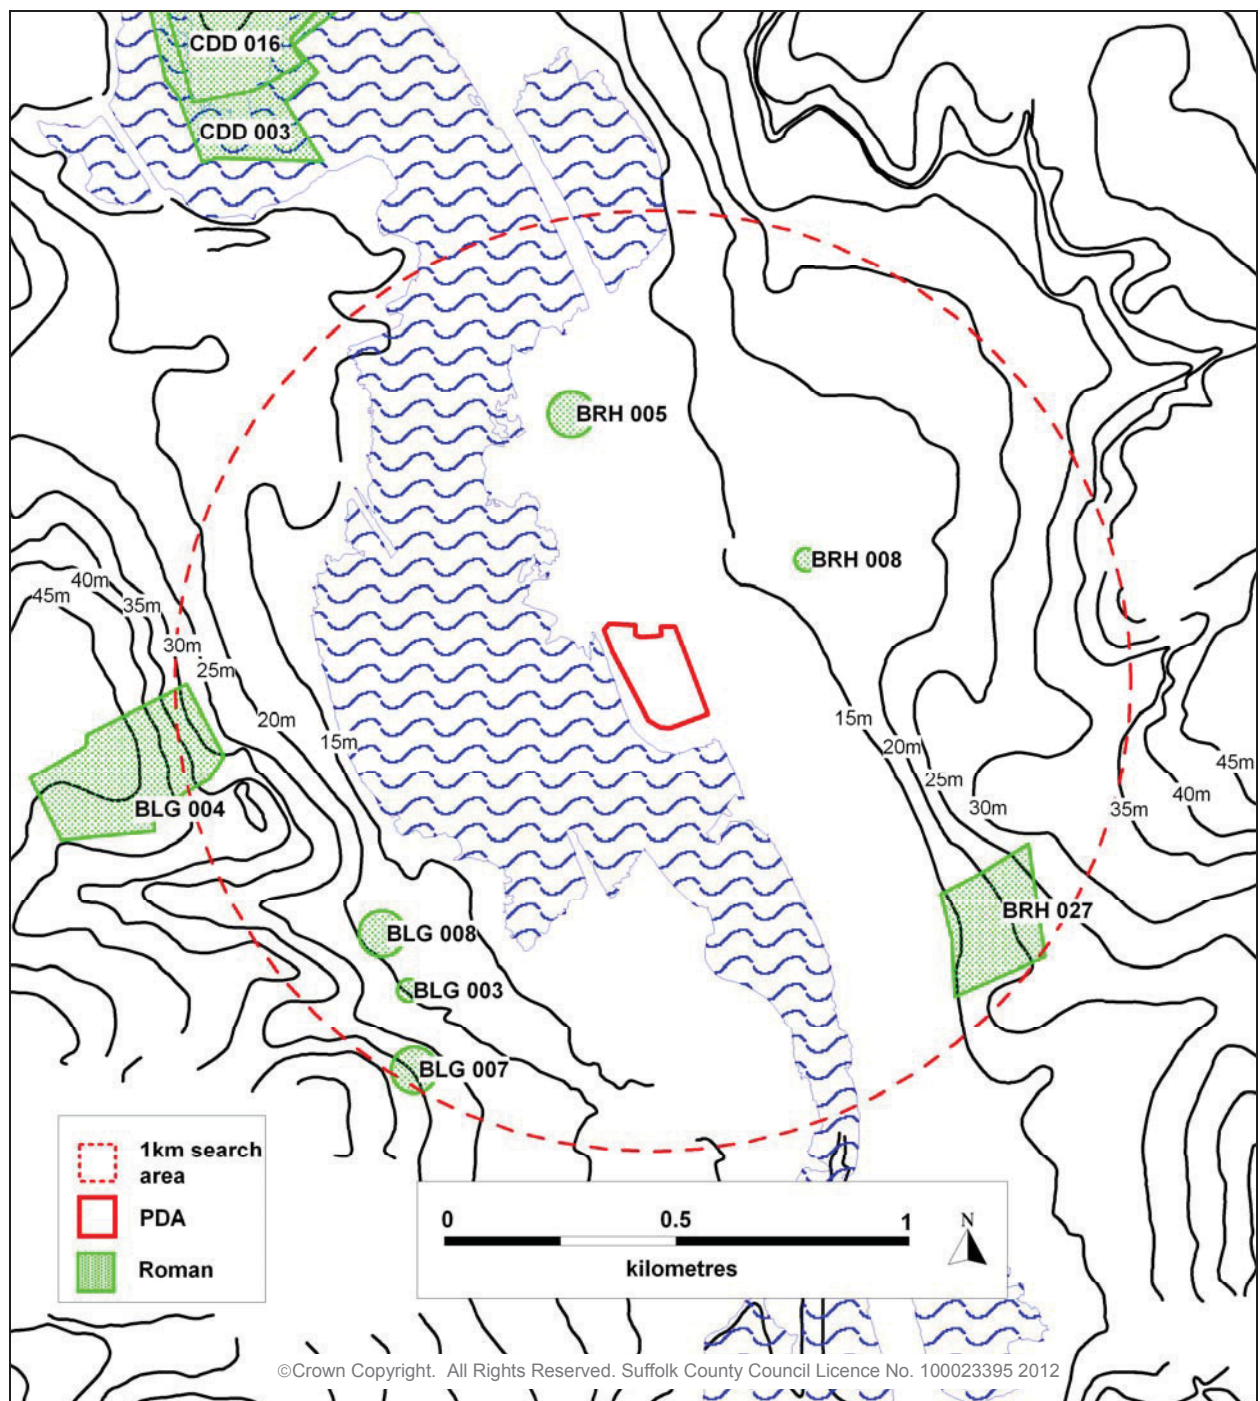 CDD 016
CDD 003
BRH 005
BRH 008
45m
40m
35m
30m
25m
20m
15m
15m
20m
25m
30m
35m
40m
45m
BLG 004
BRH 027
BLG 008
BLG 003
BLG 007
1km search
area
PDA
Roman
0 0.5 1
kilometres
N
©Crown Copyright. All Rights Reserved. Suffolk County Council Licence No. 100023395 2012